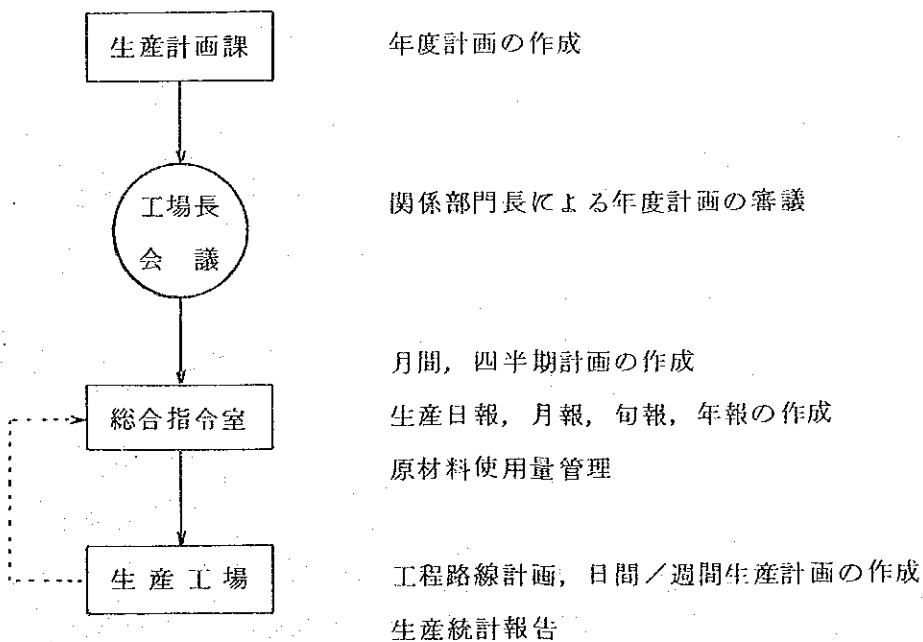 生産計画課
年度計画の作成
工場長
会　議
関係部門長による年度計画の審議
月間，四半期計画の作成
総合指令室
生産日報，月報，旬報，年報の作成
原材料使用量管理
生産工場
工程路線計画，日間／週間生産計画の作成
生産統計報告